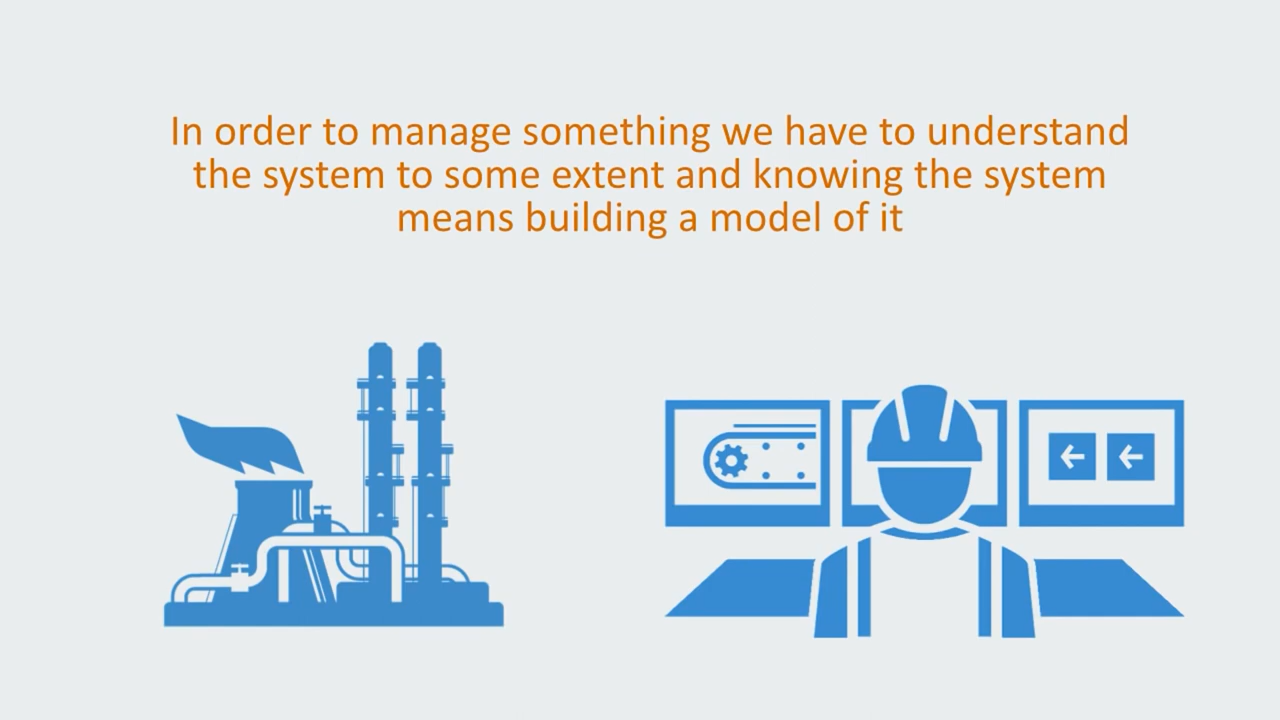 In order to manage something we have to understand
the system to some extent and knowing the system
means building a model of it